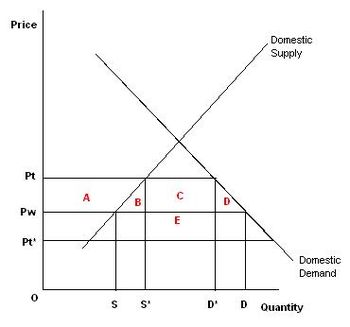 Price
Domestic
Supply
Pt
A
B
C
D
Pw
E
Pt*
Domestic
Demand
O
S
S'
D'
D
Quantity